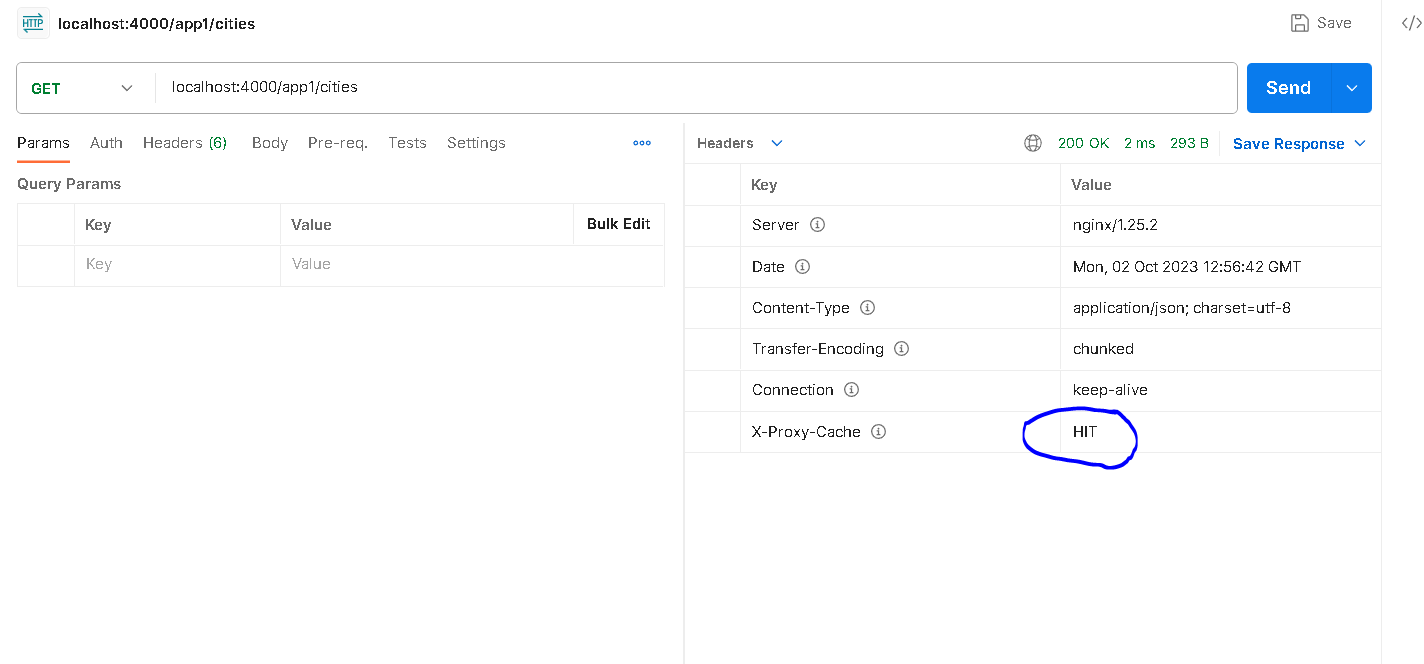 HTTP localhost:4000/app1/cities Save </>
GET localhost:4000/app1/cities Send
Params Auth Headers (6) Body Pre-req. Tests Settings
Query Params
Key Value Bulk Edit
Key Value
Headers 200 OK 2 ms 293 B Save Response
Key Value
Server nginx/1.25.2
Date Mon, 02 Oct 2023 12:56:42 GMT
Content-Type application/json; charset=utf-8
Transfer-Encoding chunked
Connection keep-alive
X-Proxy-Cache HIT